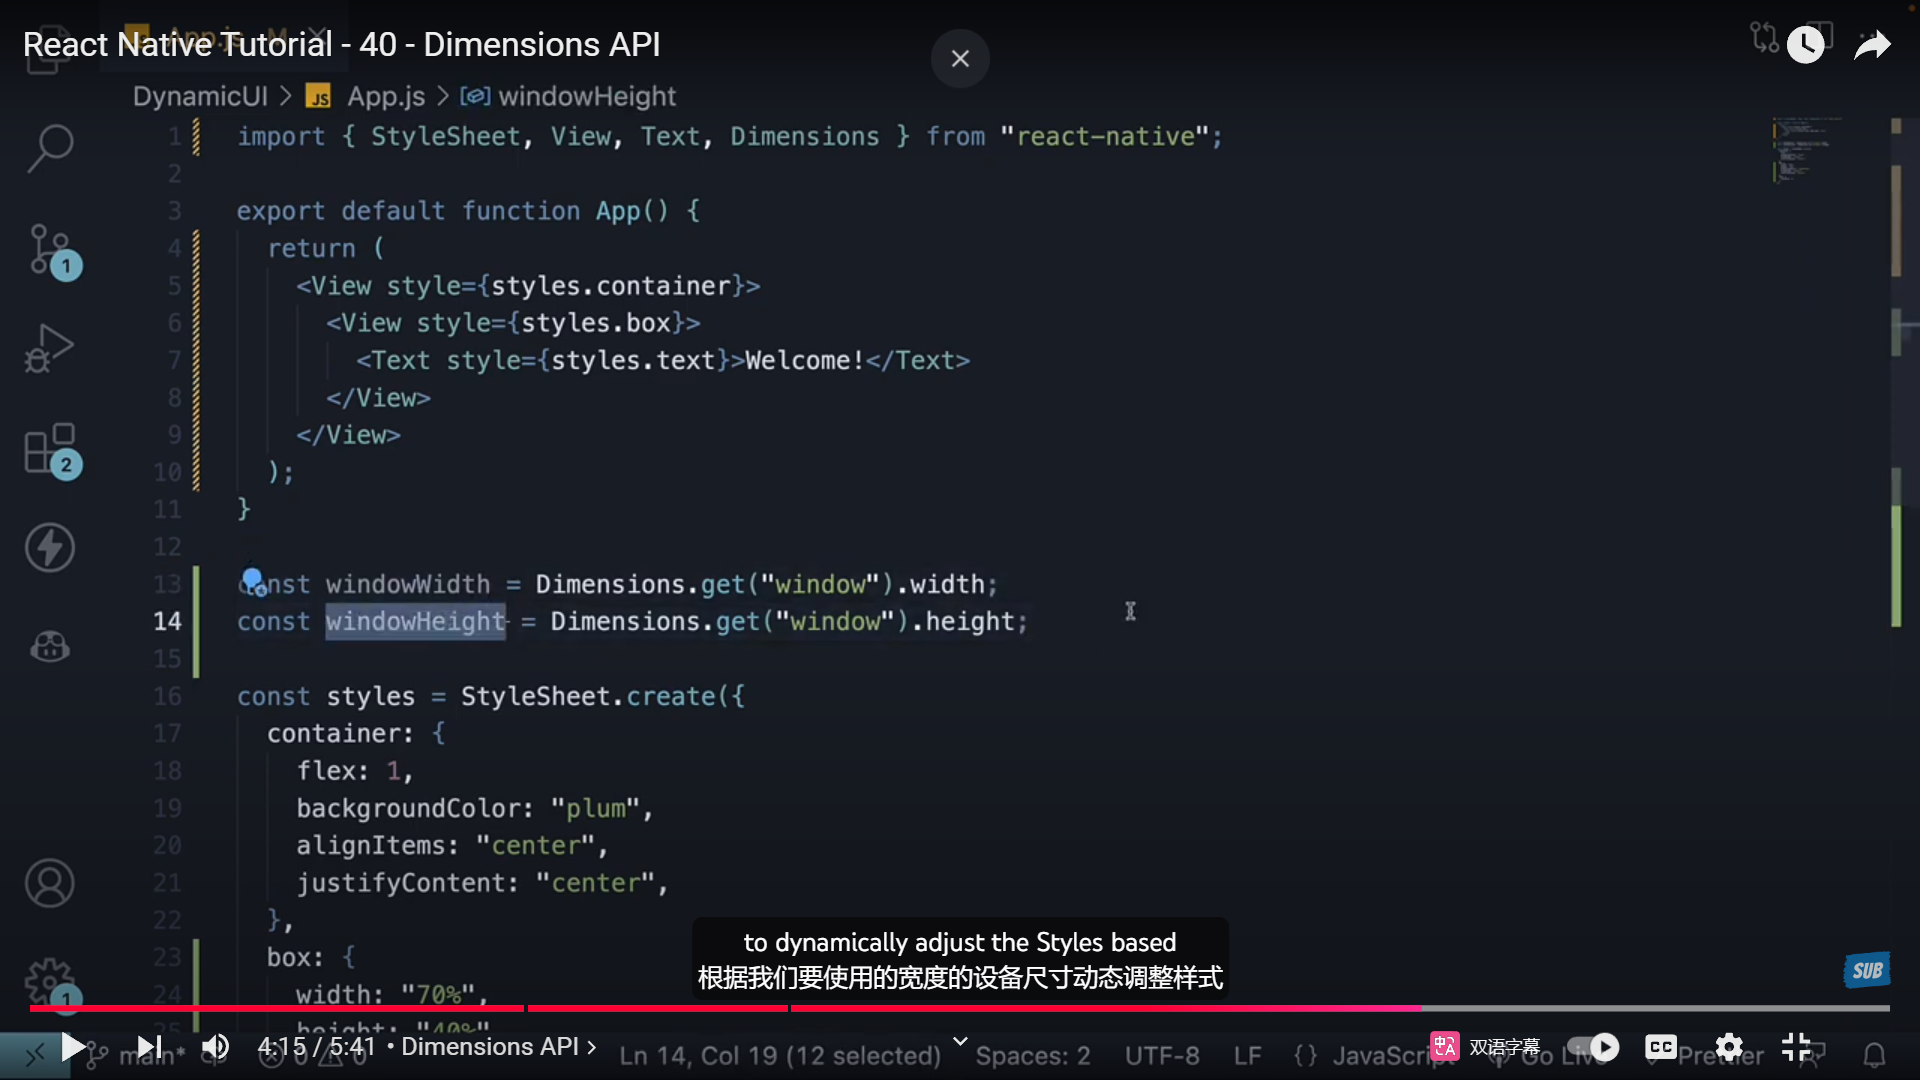 React Native Tutorial - 40 - Dimensions API
DynamicUI > JS App.js > windowHeight
1 import { StyleSheet, View, Text, Dimensions } from "react-native";
2
3 export default function App() {
4 return (
5 <View style={styles.container}>
6 <View style={styles.box}>
7 <Text style={styles.text}>Welcome!</Text>
8 </View>
9 </View>
10 );
11 }
12
13 const windowWidth = Dimensions.get("window").width;
14 const windowHeight = Dimensions.get("window").height;
15
16 const styles = StyleSheet.create({
17 container: {
18 flex: 1,
19 backgroundColor: "plum",
20 alignItems: "center",
21 justifyContent: "center",
22 },
23 box: {
24 width: "70%",
25 height: "40%"
1
2
1
to dynamically adjust the Styles based
根据我们要使用的宽度的设备尺寸动态调整样式
SUB
4:15 / 5:41 • Dimensions API >
main*
Ln 14, Col 19 (12 selected) Spaces: 2 UTF-8 LF {} JavaScript Go Live Prettier
双语字幕
CC